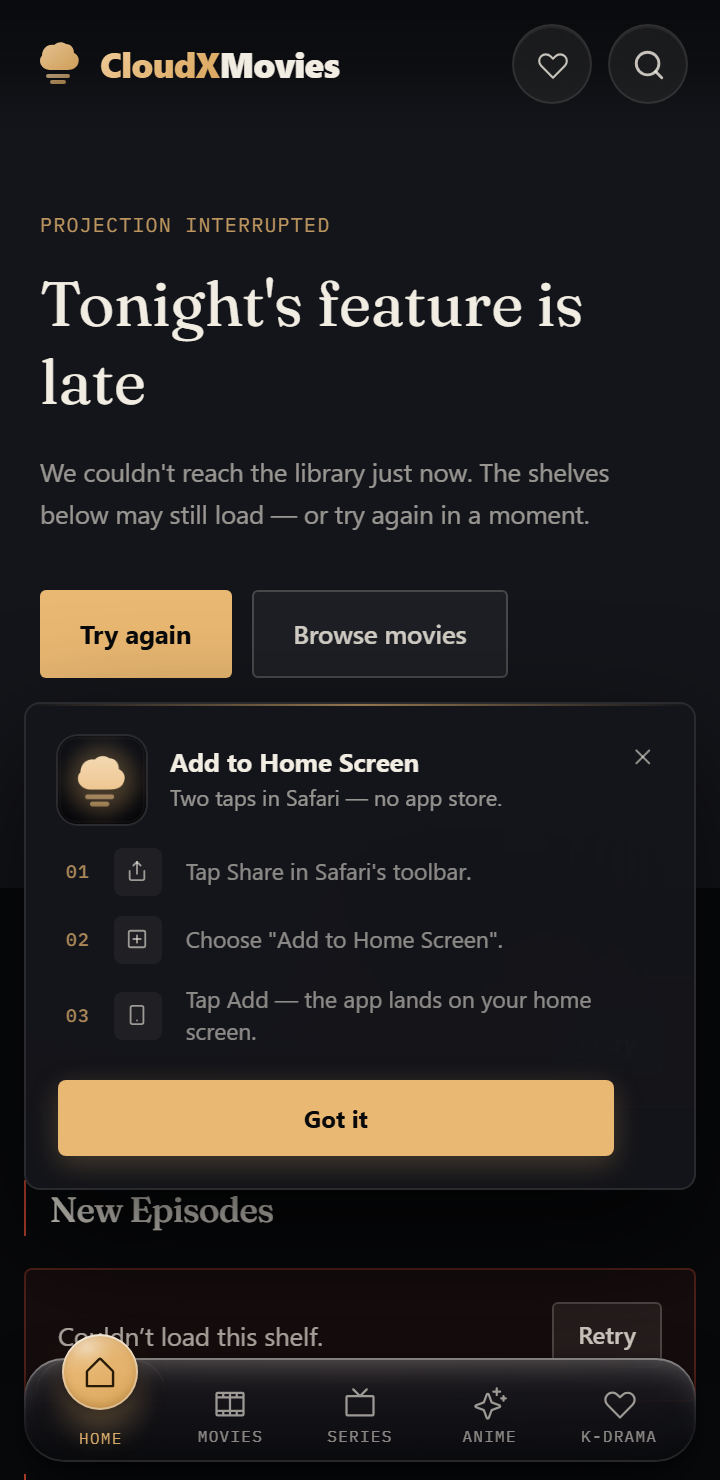 CloudXMovies
PROJECTION INTERRUPTED
Tonight's feature is
late
We couldn't reach the library just now. The shelves
below may still load — or try again in a moment.
Try again
Browse movies
Add to Home Screen
Two taps in Safari — no app store.
01 Tap Share in Safari's toolbar.
02 Choose "Add to Home Screen".
03 Tap Add — the app lands on your home
screen.
Got it
New Episodes
Couldn’t load this shelf.
Retry
HOME
MOVIES
SERIES
ANIME
K-DRAMA